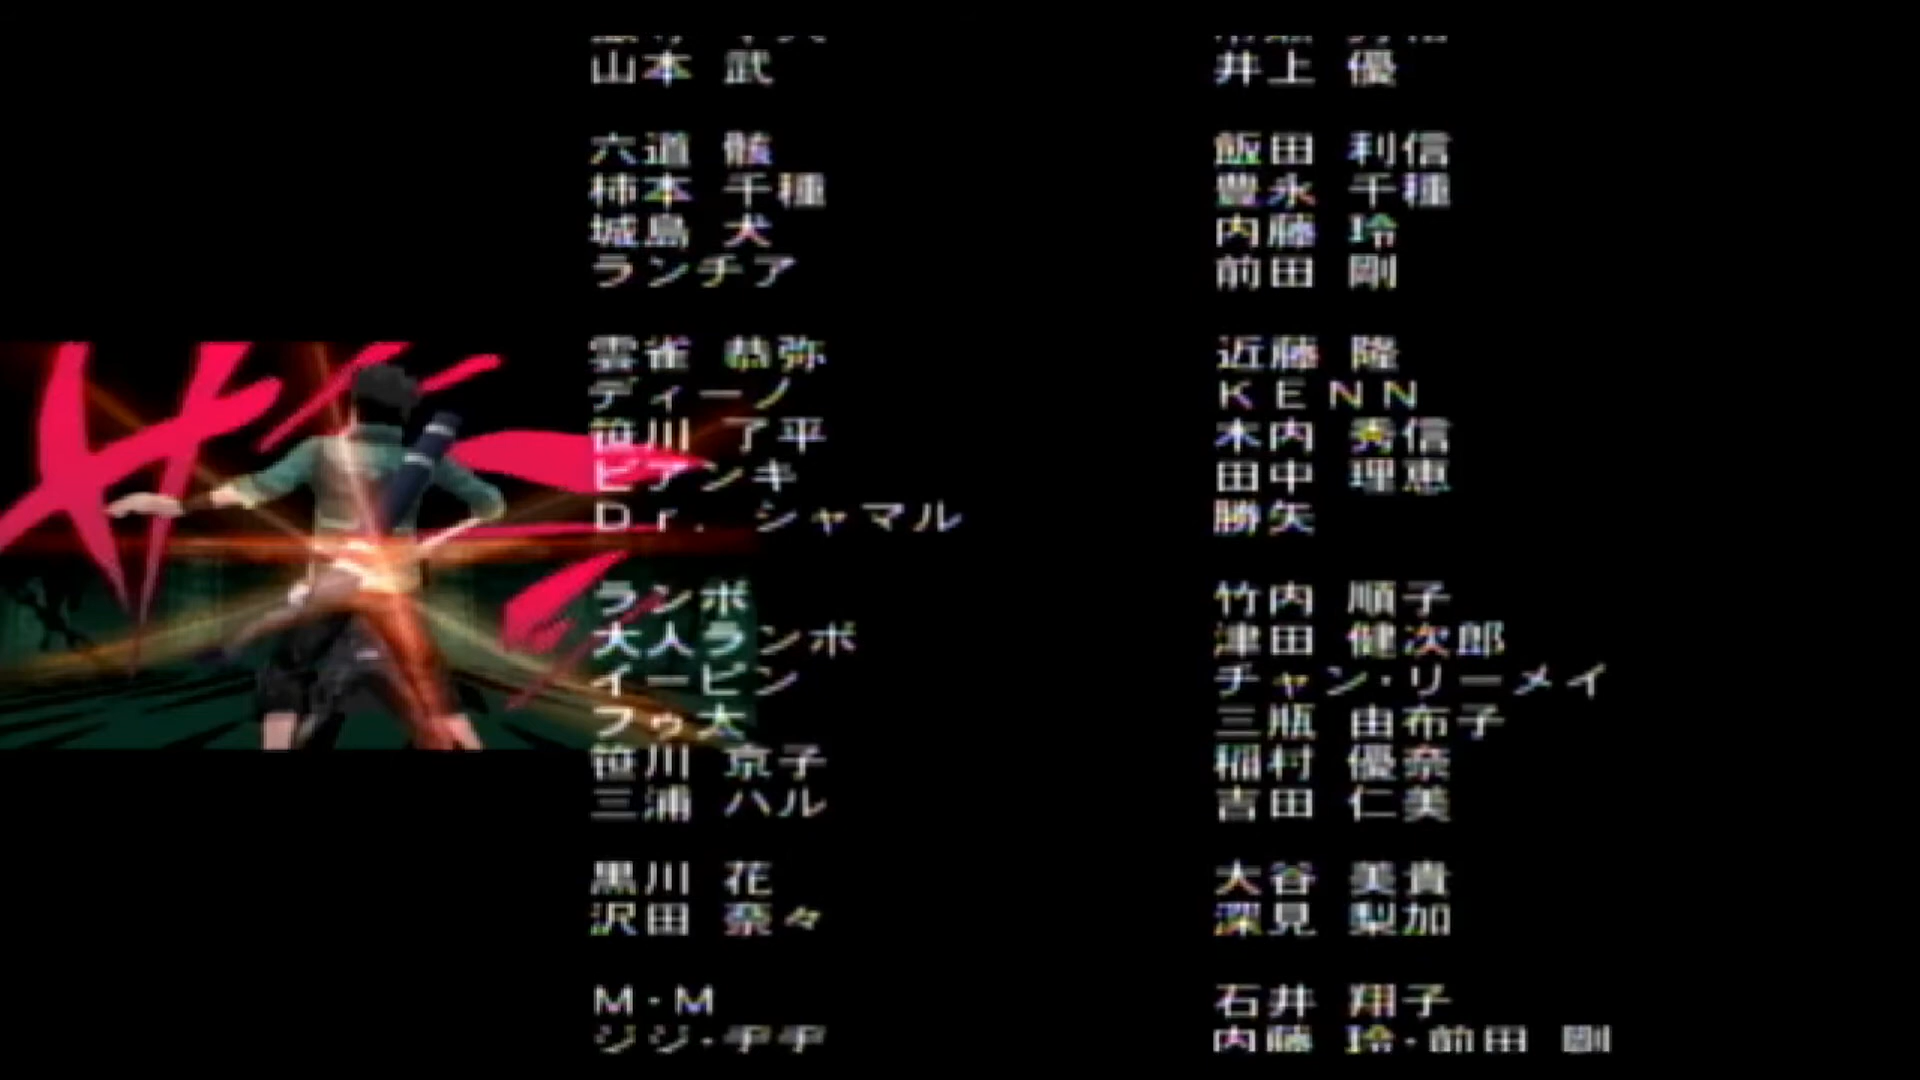 山本 武 井上 優
六道 骸 飯田 利信
柿本 千種 豊永 千種
城島 犬 内藤 玲
ランチア 前田 剛
雲雀 恭弥 近藤 隆
ディーノ KENN
笹川 了平 木内 秀信
ビアンキ 田中 理恵
Dr. シャマル 勝矢
ランボ 竹内 順子
大人ランボ 津田 健次郎
イーピン チャン・リーメイ
フゥ太 三瓶 由布子
笹川 京子 稲村 優奈
三浦 ハル 吉田 仁美
黒川 花 大谷 美貴
沢田 奈々 深見 梨加
M・M 石井 翔子
ジジ・ヂヂ 内藤 玲・前田 剛